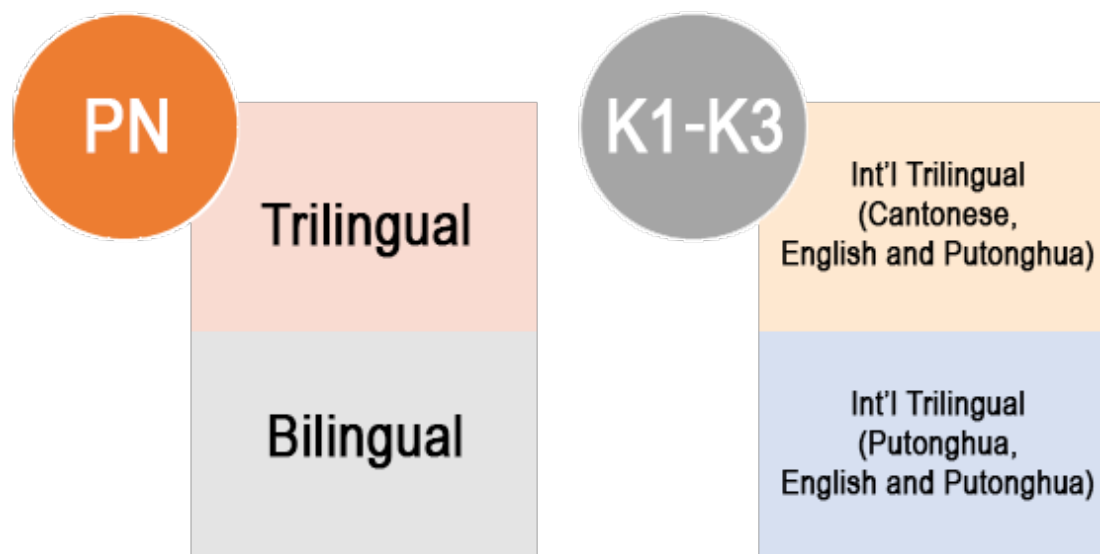 PN
Trilingual
Bilingual
K1-K3
Int'l Trilingual
(Cantonese,
English and Putonghua)
Int'l Trilingual
(Putonghua,
English and Putonghua)